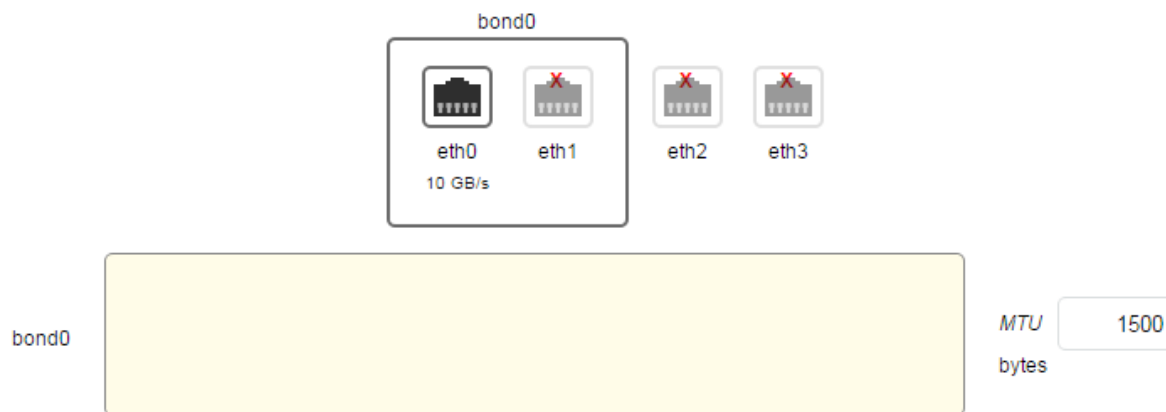 bond0
eth0 eth1 eth2 eth3
10 GB/s
bond0
MTU 1500
bytes